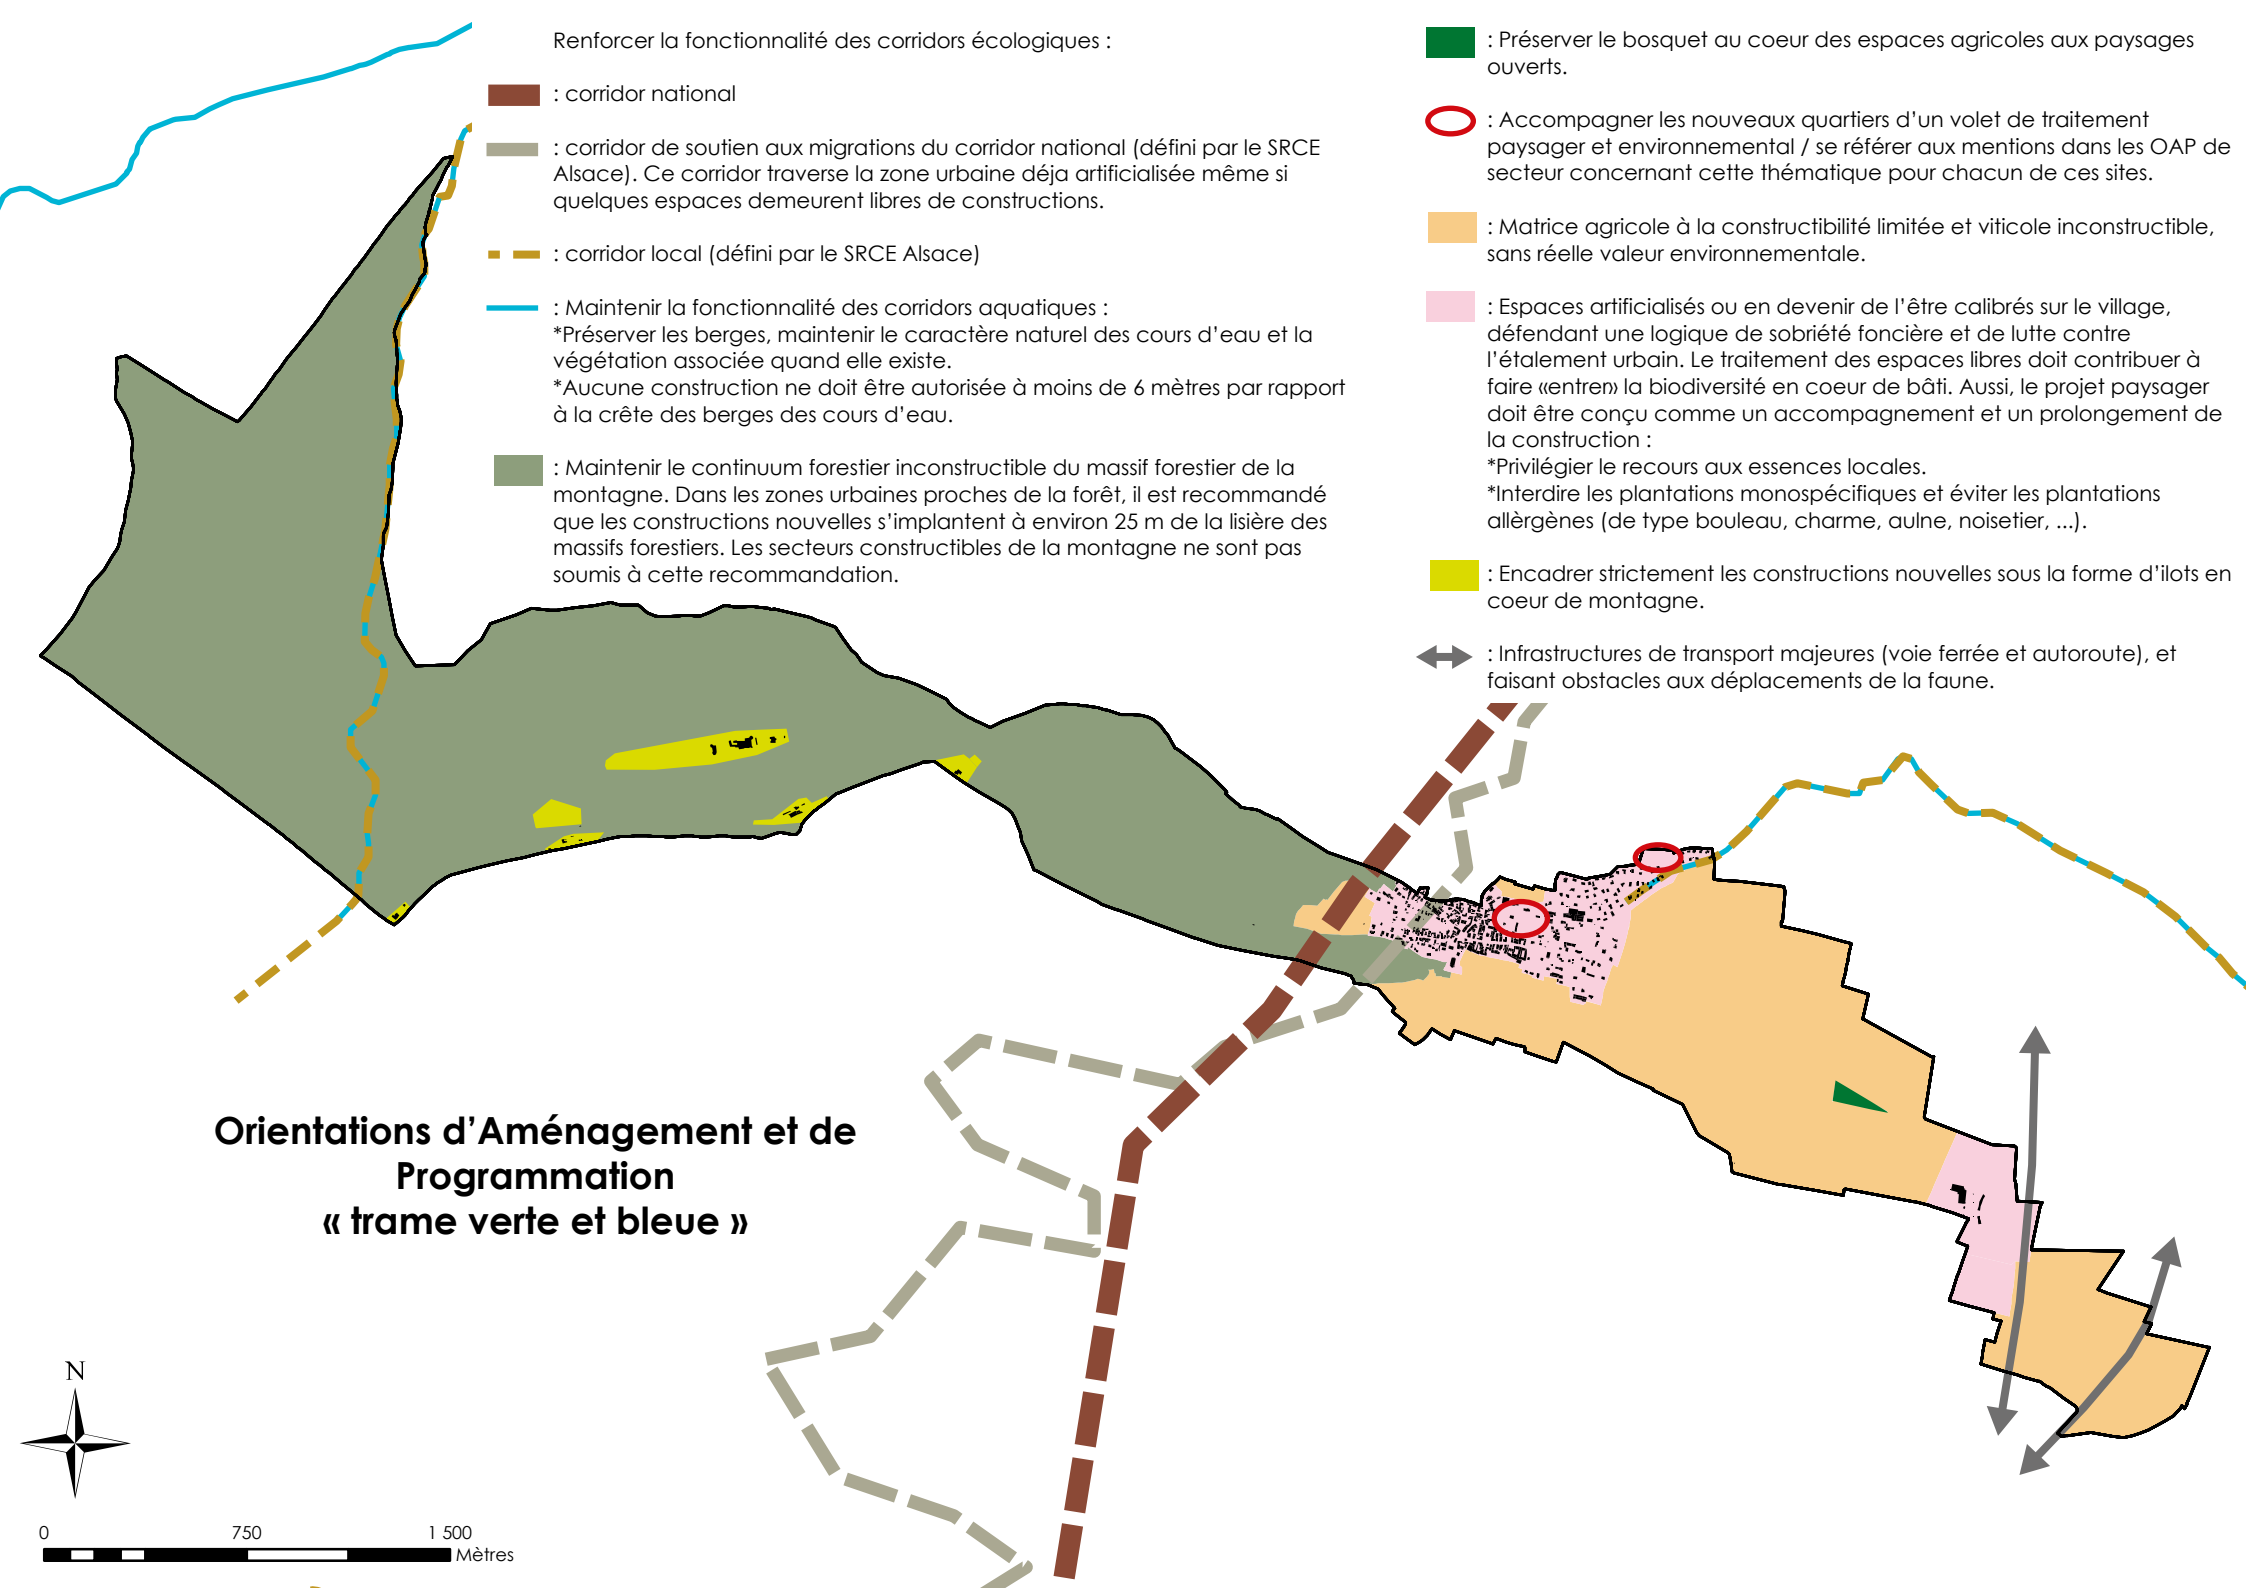 Renforcer la fonctionnalité des corridors écologiques :
: corridor national
: corridor de soutien aux migrations du corridor national (défini par le SRCE
Alsace). Ce corridor traverse la zone urbaine déja artificialisée même si
quelques espaces demeurent libres de constructions.
: corridor local (défini par le SRCE Alsace)
: Maintenir la fonctionnalité des corridors aquatiques :
*Préserver les berges, maintenir le caractère naturel des cours d'eau et la
végétation associée quand elle existe.
*Aucune construction ne doit être autorisée à moins de 6 mètres par rapport
à la crête des berges des cours d'eau.
: Maintenir le continuum forestier inconstructible du massif forestier de la
montagne. Dans les zones urbaines proches de la forêt, il est recommandé
que les constructions nouvelles s'implantent à environ 25 m de la lisière des
massifs forestiers. Les secteurs constructibles de la montagne ne sont pas
soumis à cette recommandation.
: Préserver le bosquet au coeur des espaces agricoles aux paysages
ouverts.
: Accompagner les nouveaux quartiers d'un volet de traitement
paysager et environnemental / se référer aux mentions dans les OAP de
secteur concernant cette thématique pour chacun de ces sites.
: Matrice agricole à la constructibilité limitée et viticole inconstructible,
sans réelle valeur environnementale.
: Espaces artificialisés ou en devenir de l'être calibrés sur le village,
défendant une logique de sobriété foncière et de lutte contre
l'étalement urbain. Le traitement des espaces libres doit contribuer à
faire «entrer» la biodiversité en coeur de bâti. Aussi, le projet paysager
doit être conçu comme un accompagnement et un prolongement de
la construction :
*Privilégier le recours aux essences locales.
*Interdire les plantations monospécifiques et éviter les plantations
allèrgènes (de type bouleau, charme, aulne, noisetier, ...).
: Encadrer strictement les constructions nouvelles sous la forme d'ilots en
coeur de montagne.
: Infrastructures de transport majeures (voie ferrée et autoroute), et
faisant obstacles aux déplacements de la faune.
Orientations d'Aménagement et de
Programmation
« trame verte et bleue »
N
0 750 1 500
Mètres